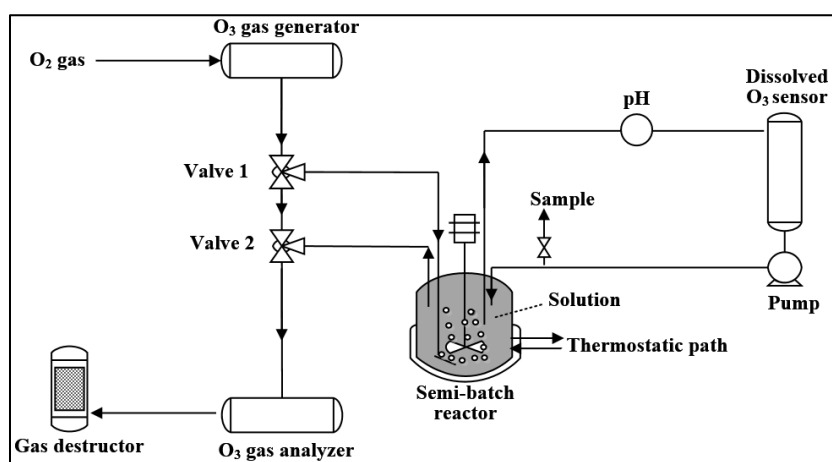 O₃ gas generator
O₂ gas
Dissolved
O₃ sensor
pH
Valve 1
Sample
Valve 2
Solution
Pump
Thermostatic path
Semi-batch
reactor
Gas destructor
O₃ gas analyzer